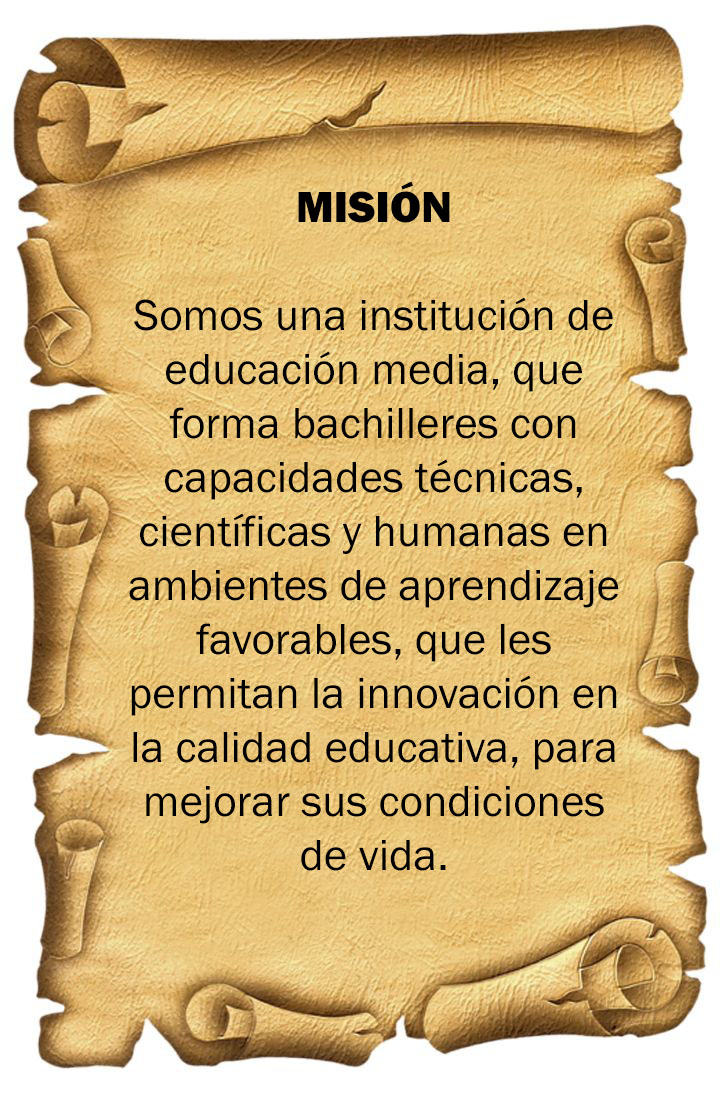 MISIÓN
Somos una institución de
educación media, que
forma bachilleres con
capacidades técnicas,
científicas y humanas en
ambientes de aprendizaje
favorables, que les
permitan la innovación en
la calidad educativa, para
mejorar sus condiciones
de vida.